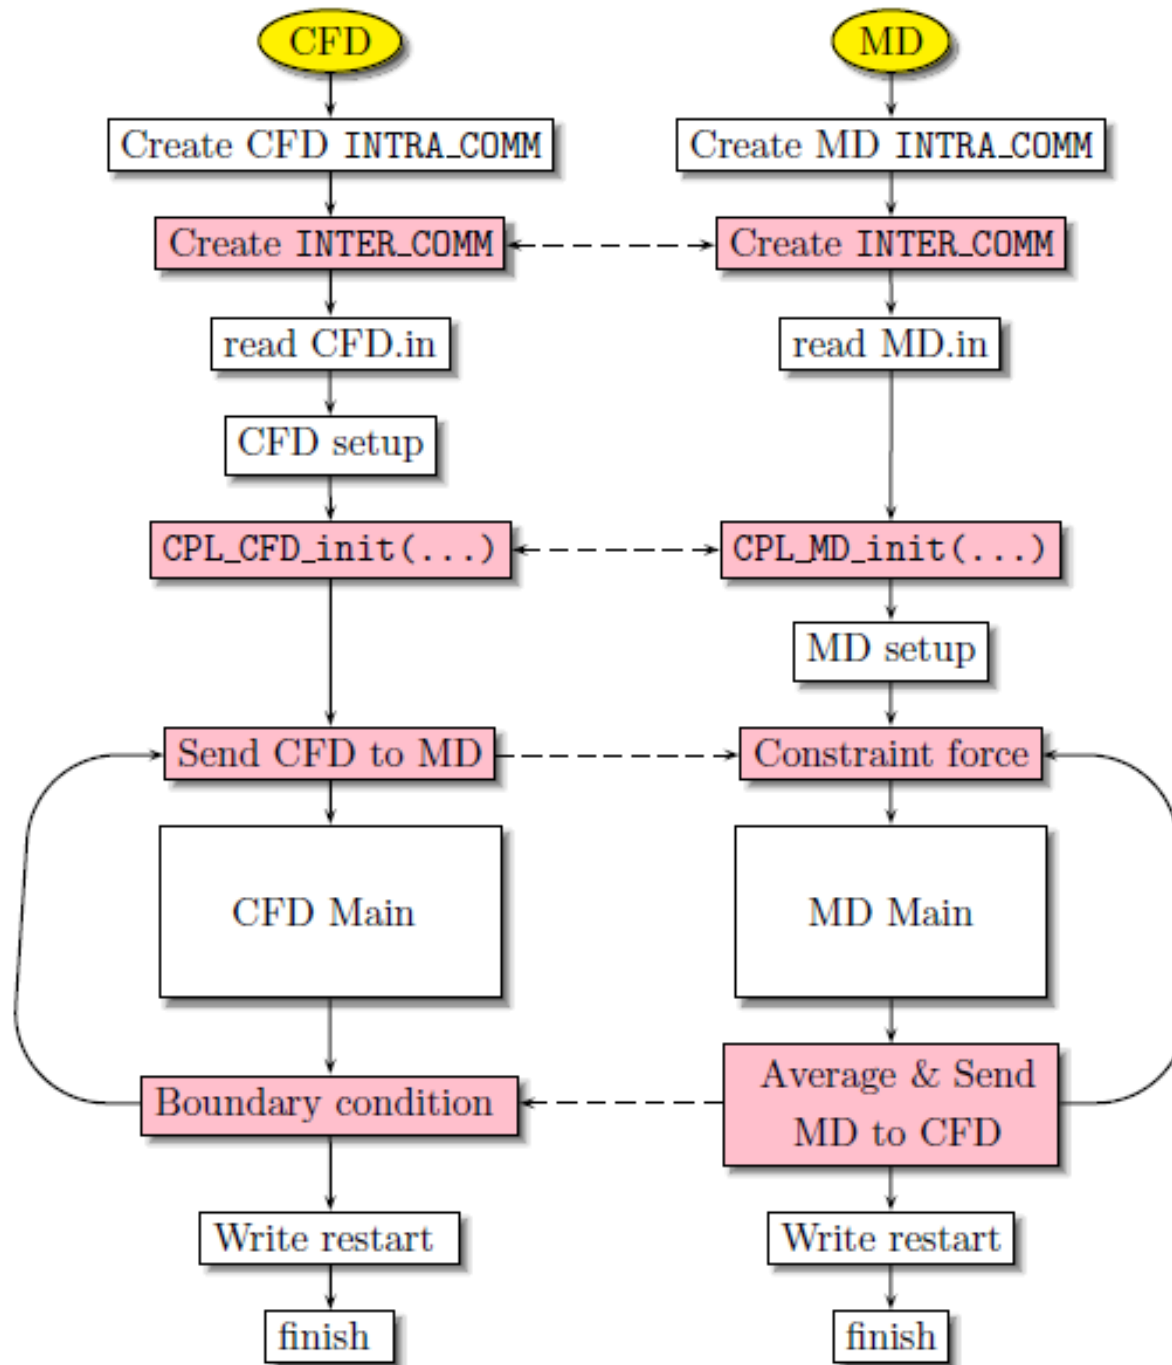 CFD
MD
Create CFD INTRA_COMM
Create MD INTRA_COMM
Create INTER_COMM
Create INTER_COMM
read CFD.in
read MD.in
CFD setup
CPL_CFD_init(...)
CPL_MD_init(...)
MD setup
Send CFD to MD
Constraint force
CFD Main
MD Main
Boundary condition
Average & Send
MD to CFD
Write restart
Write restart
finish
finish